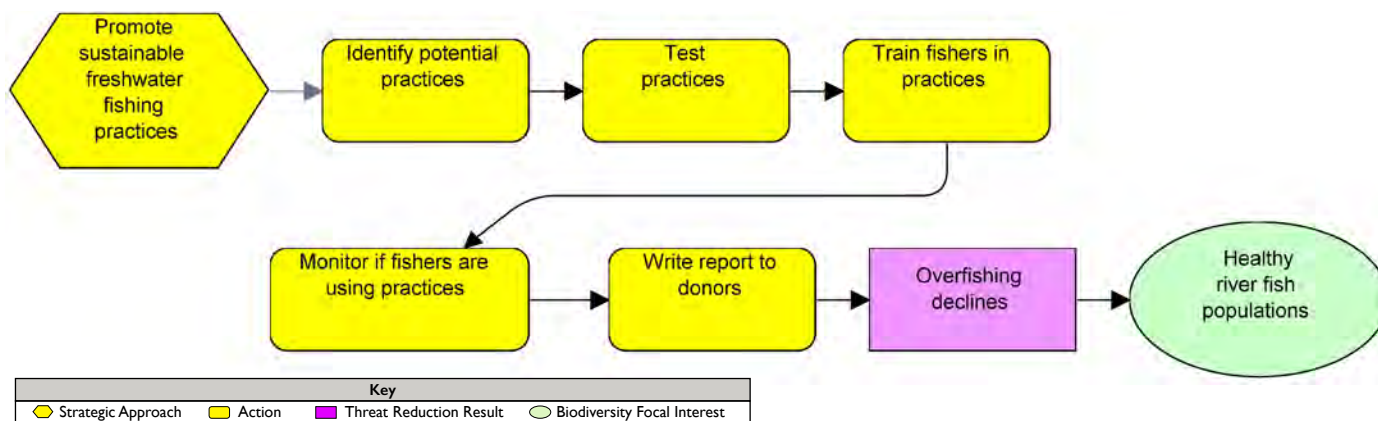 Promote
sustainable
freshwater
fishing
practices
Identify potential
practices
Test
practices
Train fishers in
practices
Monitor if fishers are
using practices
Write report to
donors
Overfishing
declines
Healthy
river fish
populations
Key
Strategic Approach
Action
Threat Reduction Result
Biodiversity Focal Interest